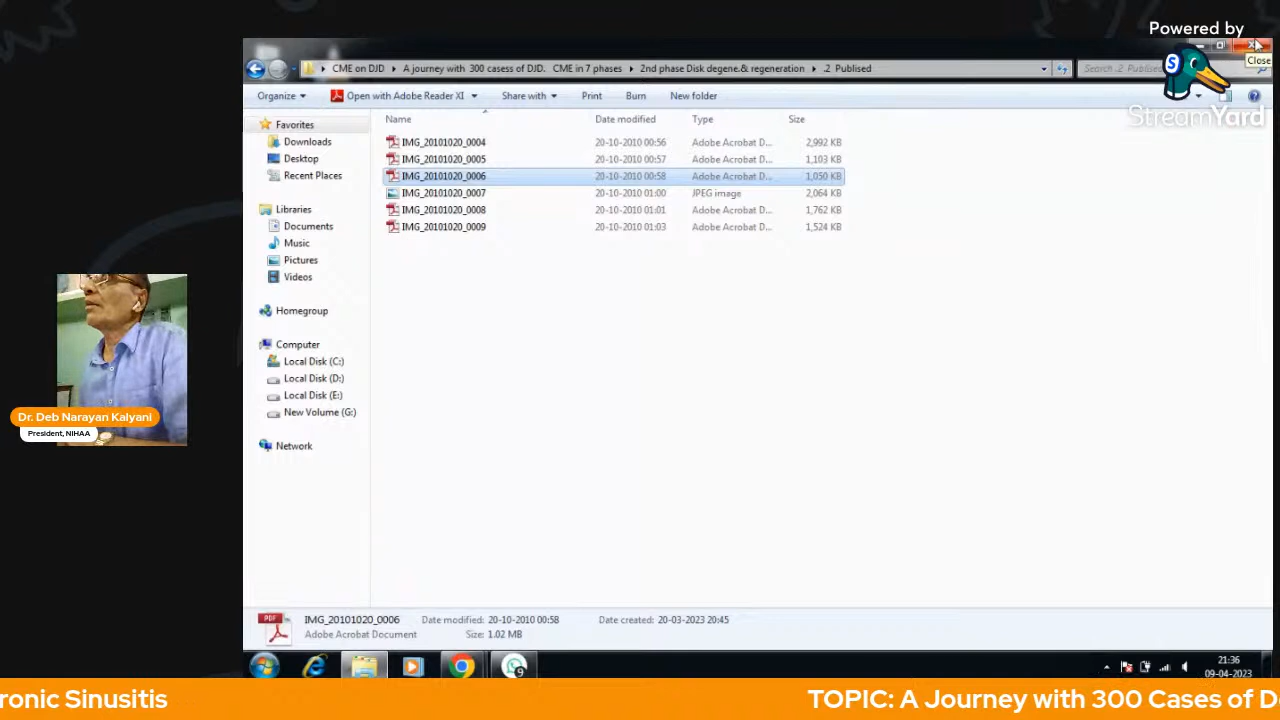 Powered by
StreamYard
Close
CME on DJD
A journey with 300 casess of DJD. CME in 7 phases
2nd phase Disk degene.& regeneration
.2 Publised
Search .2 Publised
Organize
Open with Adobe Reader XI
Share with
Print
Burn
New folder
Name
Date modified
Type
Size
IMG_20101020_0004 20-10-2010 00:56 Adobe Acrobat D... 2,992 KB
IMG_20101020_0005 20-10-2010 00:57 Adobe Acrobat D... 1,103 KB
IMG_20101020_0006 20-10-2010 00:58 Adobe Acrobat D... 1,050 KB
IMG_20101020_0007 20-10-2010 01:00 JPEG image 2,064 KB
IMG_20101020_0008 20-10-2010 01:01 Adobe Acrobat D... 1,762 KB
IMG_20101020_0009 20-10-2010 01:03 Adobe Acrobat D... 1,524 KB
Favorites
Downloads
Desktop
Recent Places
Libraries
Documents
Music
Pictures
Videos
Homegroup
Computer
Local Disk (C:)
Local Disk (D:)
Local Disk (E:)
New Volume (G:)
Network
Dr. Deb Narayan Kalyani
President, NIHAA
PDF
IMG_20101020_0006 Date modified: 20-10-2010 00:58 Date created: 20-03-2023 20:45
Adobe Acrobat Document Size: 1.02 MB
9
21:36
09-04-2023
ronic Sinusitis
TOPIC: A Journey with 300 Cases of D